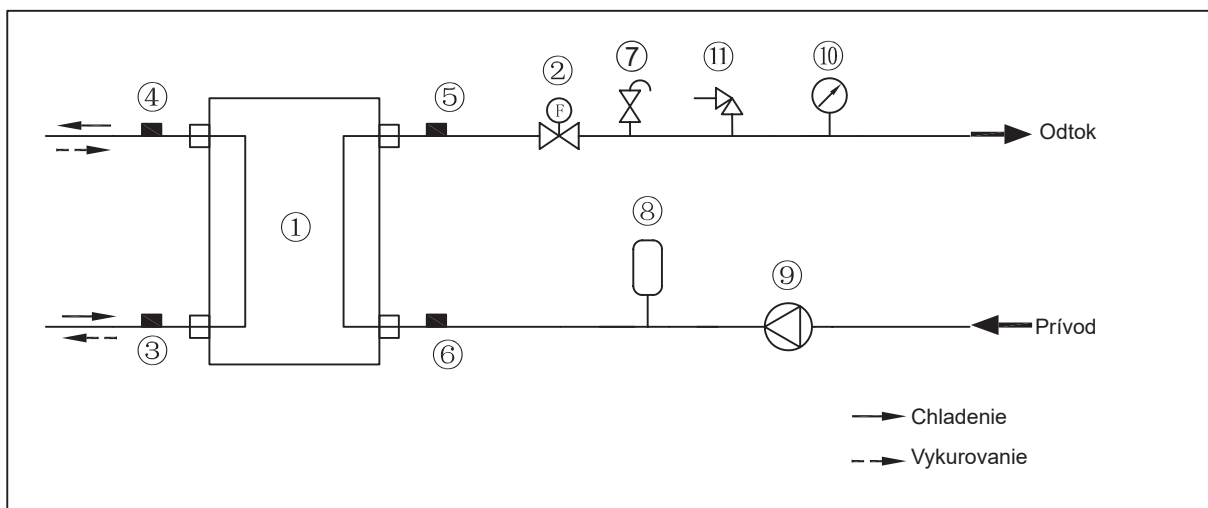 ④ ⑤ ② ⑦ ⑪ ⑩
F
Odtok
① ⑧ ⑨
③ ⑥
Prívod
Chladenie
Vykurovanie